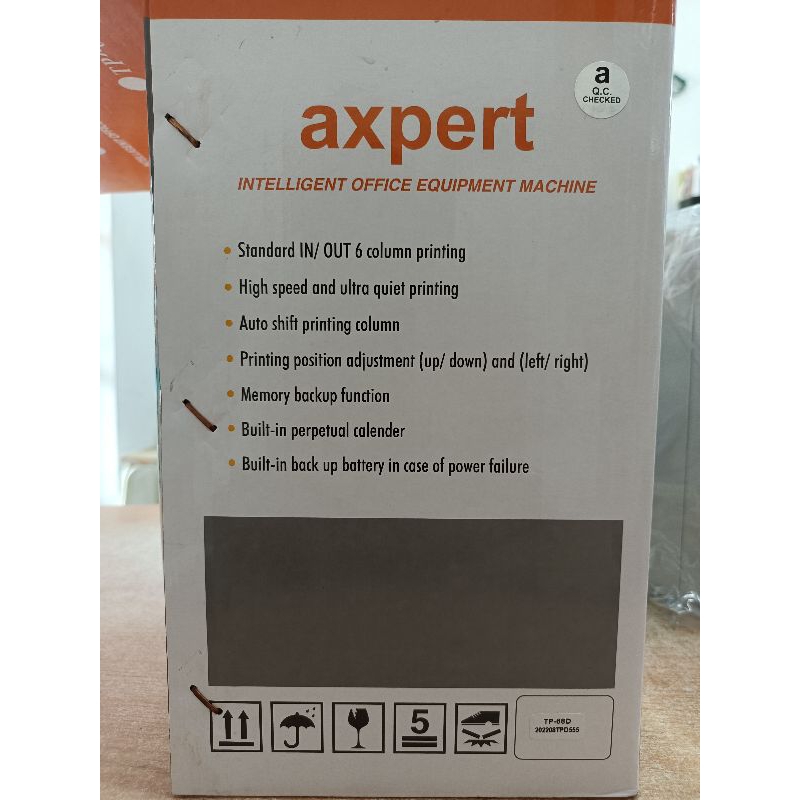 a
Q.C.
CHECKED
axpert
INTELLIGENT OFFICE EQUIPMENT MACHINE
Standard IN/ OUT 6 column printing
High speed and ultra quiet printing
Auto shift printing column
Printing position adjustment (up/ down) and (left/ right)
Memory backup function
Built-in perpetual calender
Built-in back up battery in case of power failure
5
TP-68D
202208TPD555